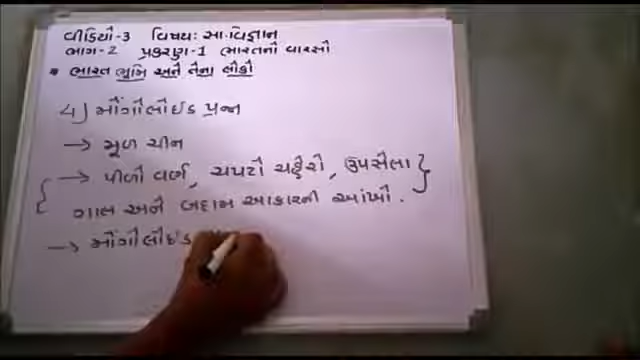 વીડિયો-3 વિષય: સા.વિજ્ઞાન
ભાગ-2 પ્રકરણ-1 ભારતનો વારસો
* ભારત ભૂમિ અને તેના લોકો
4) મોંગોલોઇડ પ્રજા
→ મૂળ ચીન
→ પીળો વર્ણ, ચપટો ચહેરો, ઉપસેલા
ગાલ અને બદામ આકારની આંખો.
→ મોંગોલોઇડ